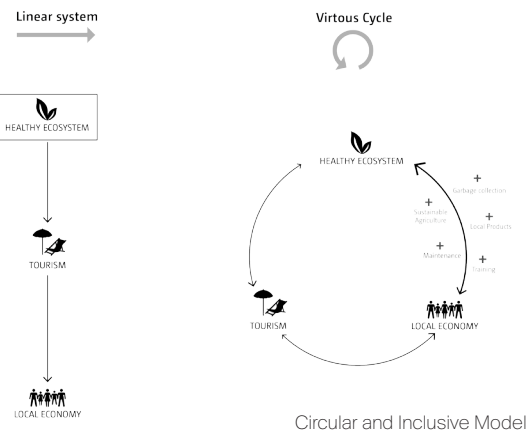 Linear system
HEALTHY ECOSYSTEM
TOURISM
LOCAL ECONOMY
Virtous Cycle
HEALTHY ECOSYSTEM
+
Garbage collection
+
Sustainable
Agriculture
+
Local Products
+
Maintenance
+
Training
TOURISM
LOCAL ECONOMY
Circular and Inclusive Model